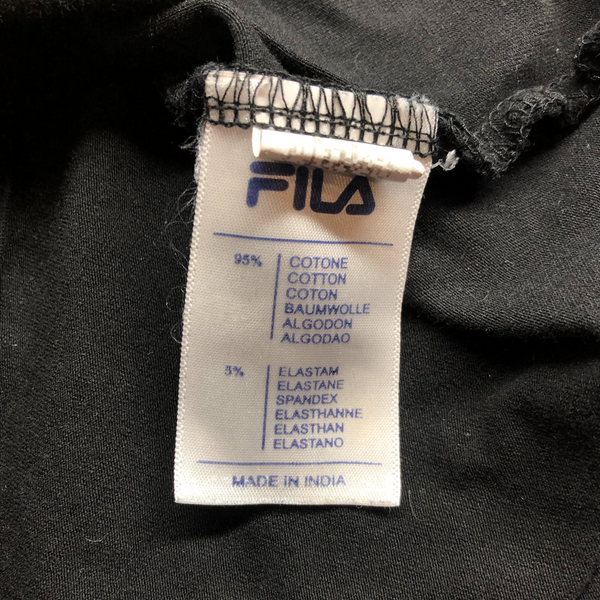 FILA
95%
COTONE
COTTON
COTON
BAUMWOLLE
ALGODON
ALGODAO
5%
ELASTAM
ELASTANE
SPANDEX
ELASTHANNE
ELASTHAN
ELASTANO
MADE IN INDIA